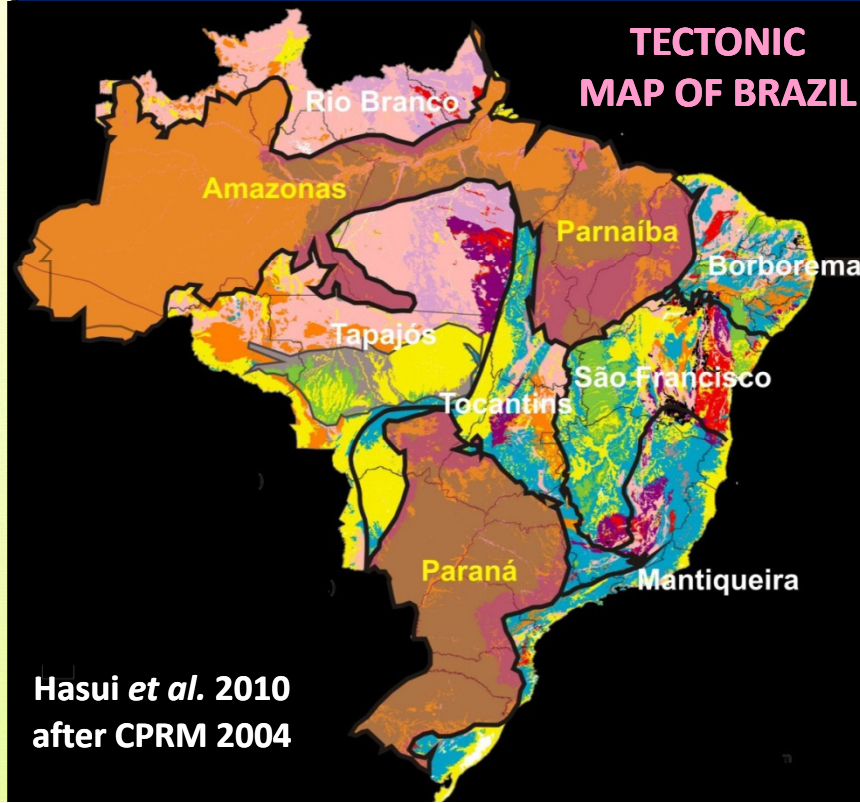 TECTONIC
MAP OF BRAZIL
Rio Branco
Amazonas
Parnaíba
Borborema
Tapajós
São Francisco
Tocantins
Paraná
Mantiqueira
Hasui et al. 2010
after CPRM 2004